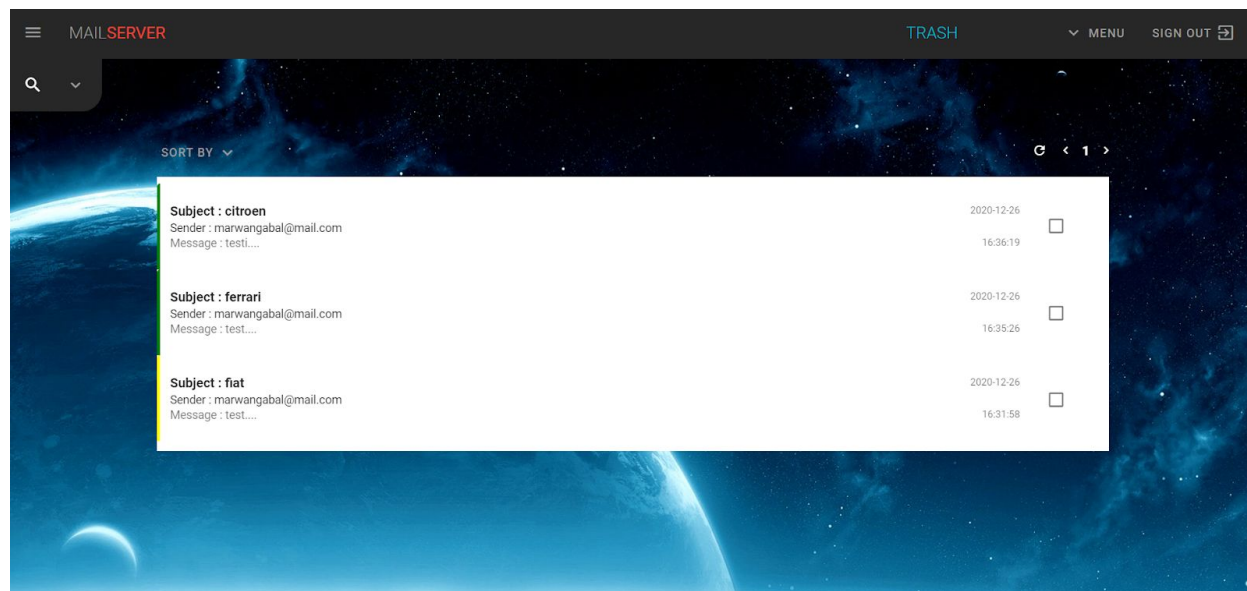 MAILSERVER TRASH MENU SIGN OUT
SORT BY 1
Subject : citroen 2020-12-26
Sender : marwangabal@mail.com
Message : testi.... 16:36:19
Subject : ferrari 2020-12-26
Sender : marwangabal@mail.com
Message : test.... 16:35:26
Subject : fiat 2020-12-26
Sender : marwangabal@mail.com
Message : test.... 16:31:58